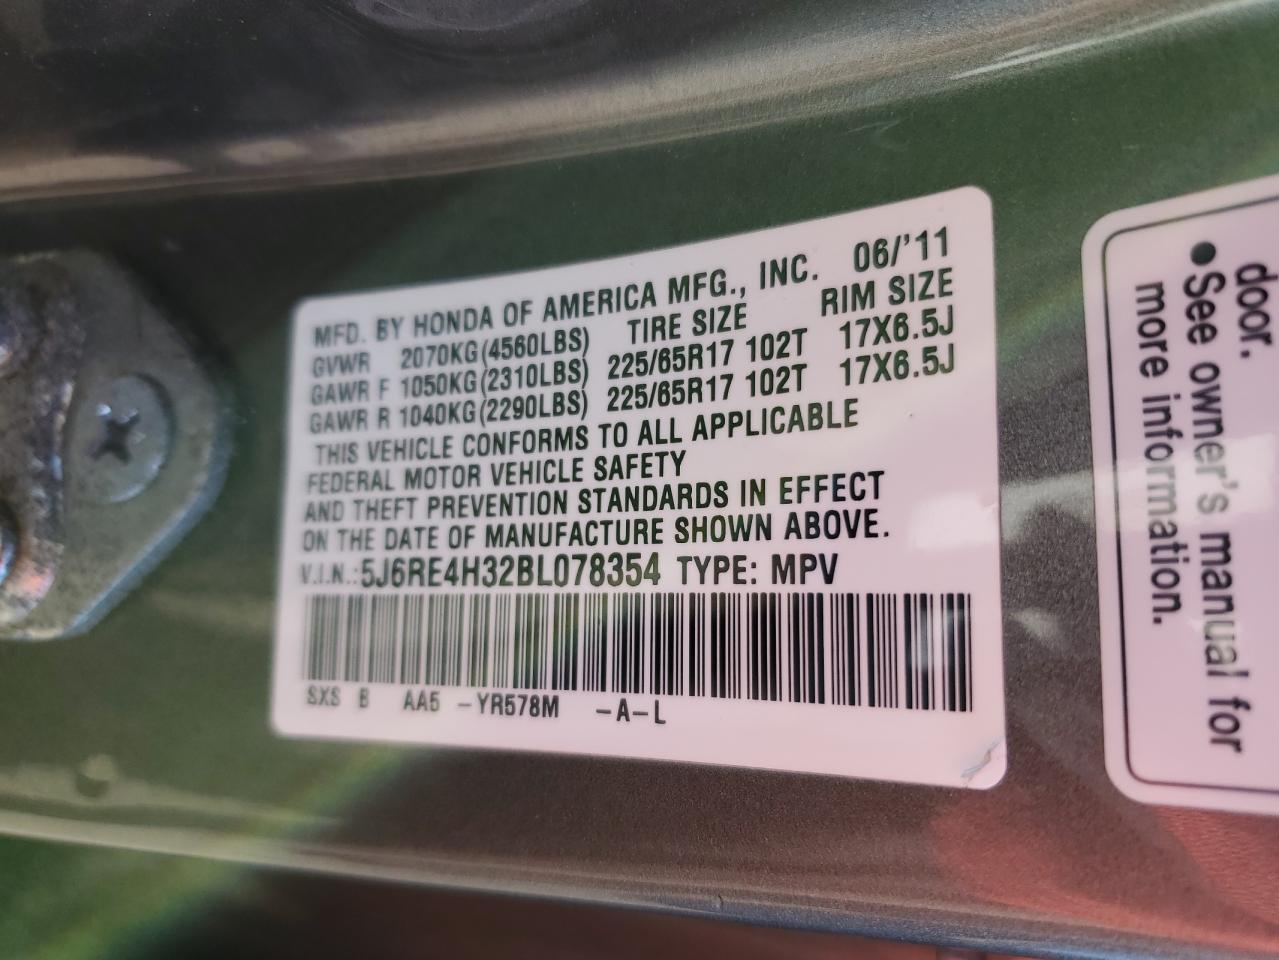 MFD. BY HONDA OF AMERICA MFG., INC. 06/'11
GVWR 2070KG(4560LBS) TIRE SIZE RIM SIZE
GAWR F 1050KG(2310LBS) 225/65R17 102T 17X6.5J
GAWR R 1040KG(2290LBS) 225/65R17 102T 17X6.5J
THIS VEHICLE CONFORMS TO ALL APPLICABLE
FEDERAL MOTOR VEHICLE SAFETY
AND THEFT PREVENTION STANDARDS IN EFFECT
ON THE DATE OF MANUFACTURE SHOWN ABOVE.
V.I.N.:5J6RE4H32BL078354 TYPE: MPV
SXS B AA5 -YR578M -A-L
door.
●See owner's manual for
more information.